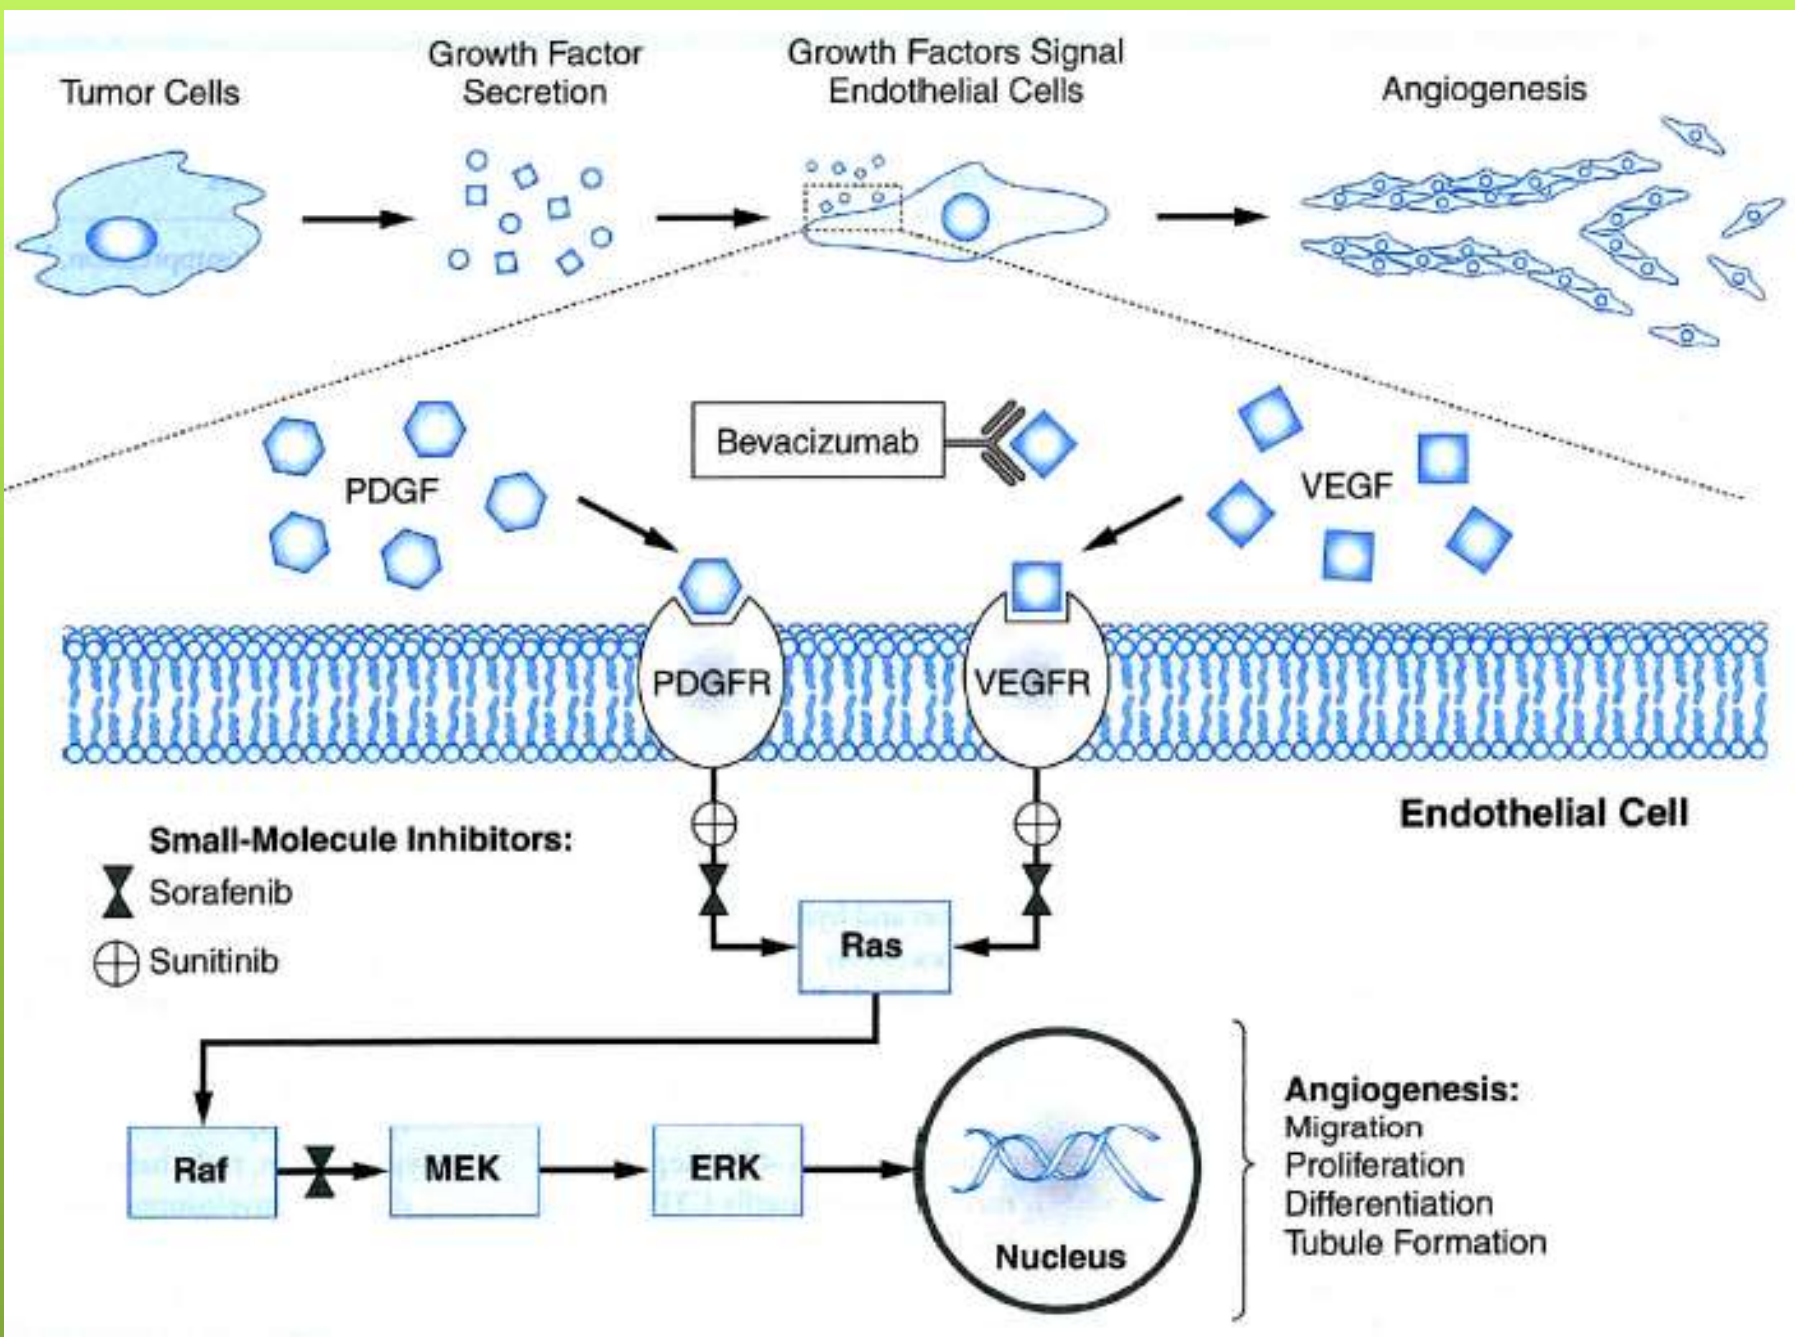 Tumor Cells
Growth Factor
Secretion
Growth Factors Signal
Endothelial Cells
Angiogenesis
Bevacizumab
PDGF
VEGF
PDGFR
VEGFR
Endothelial Cell
Small-Molecule Inhibitors:
Sorafenib
Sunitinib
Ras
Raf
MEK
ERK
Nucleus
Angiogenesis:
Migration
Proliferation
Differentiation
Tubule Formation